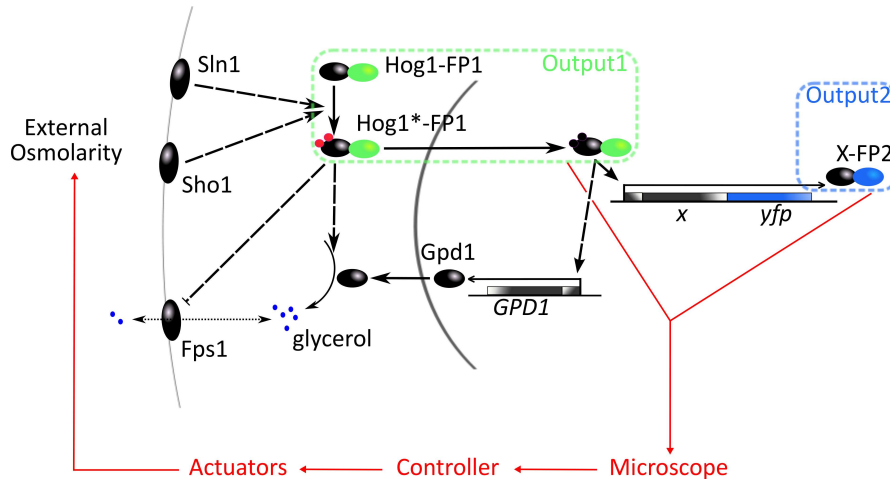 Sln1
Hog1-FP1
Output1
Output2
External
Osmolarity
Hog1*-FP1
X-FP2
Sho1
x
yfp
Gpd1
GPD1
glycerol
Fps1
Actuators
Controller
Microscope